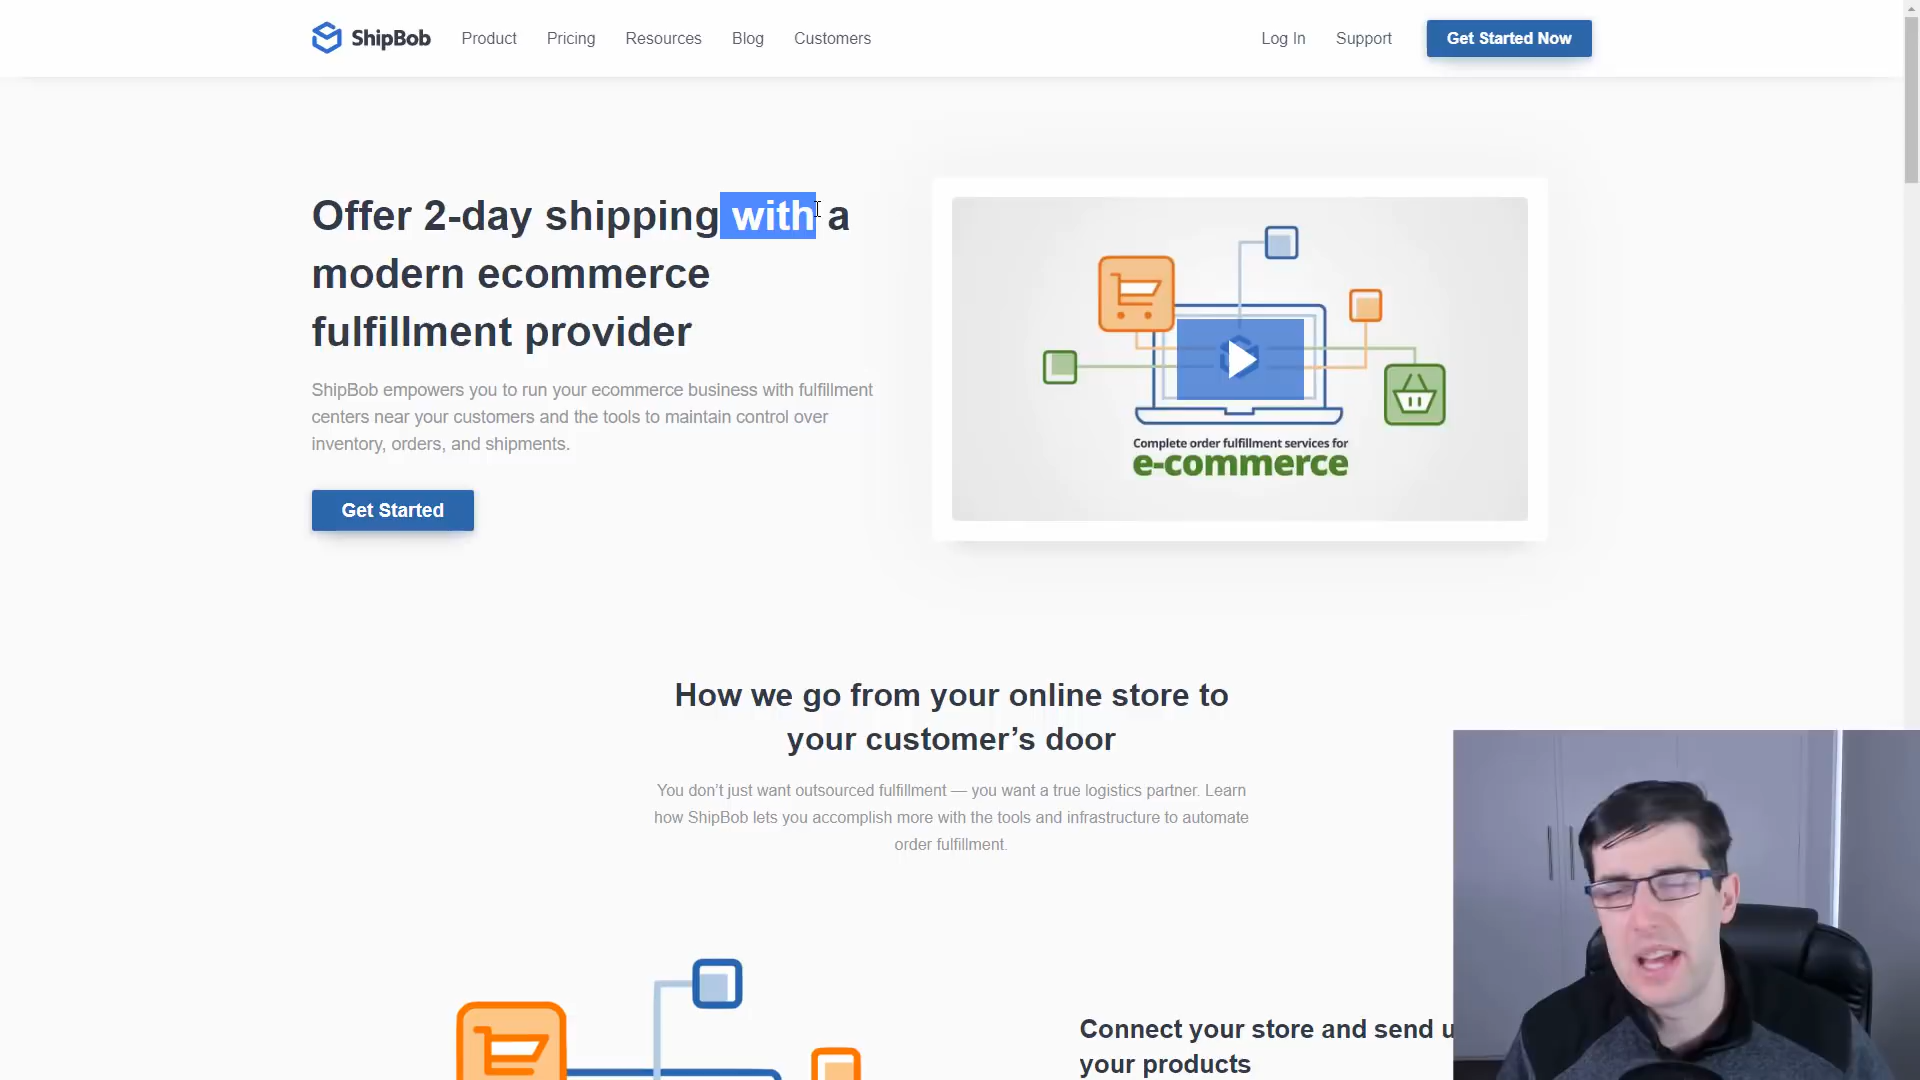 ShipBob
Product
Pricing
Resources
Blog
Customers
Log In
Support
Get Started Now
Offer 2-day shipping with a
modern ecommerce
fulfillment provider
ShipBob empowers you to run your ecommerce business with fulfillment
centers near your customers and the tools to maintain control over
inventory, orders, and shipments.
Get Started
Complete order fulfillment services for
e-commerce
How we go from your online store to
your customer’s door
You don’t just want outsourced fulfillment — you want a true logistics partner. Learn
how ShipBob lets you accomplish more with the tools and infrastructure to automate
order fulfillment.
Connect your store and send u
your products